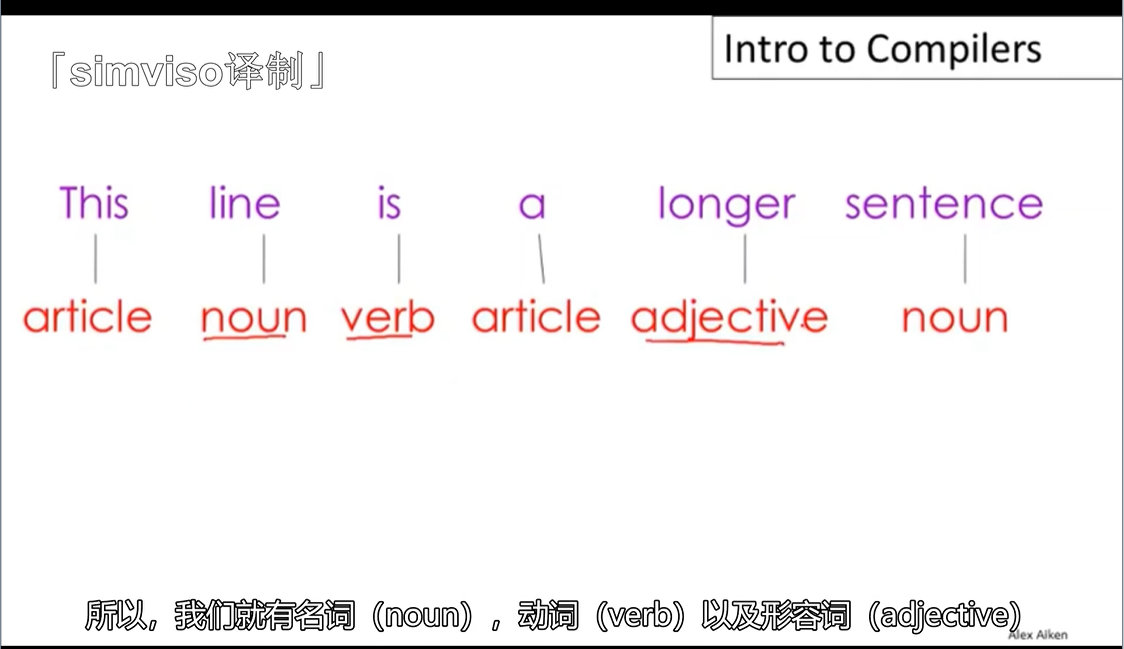 Intro to Compilers
「simviso译制」
This line is a longer sentence
article noun verb article adjective noun
所以，我们就有名词（noun），动词（verb）以及形容词（adjective）
Alex Aiken